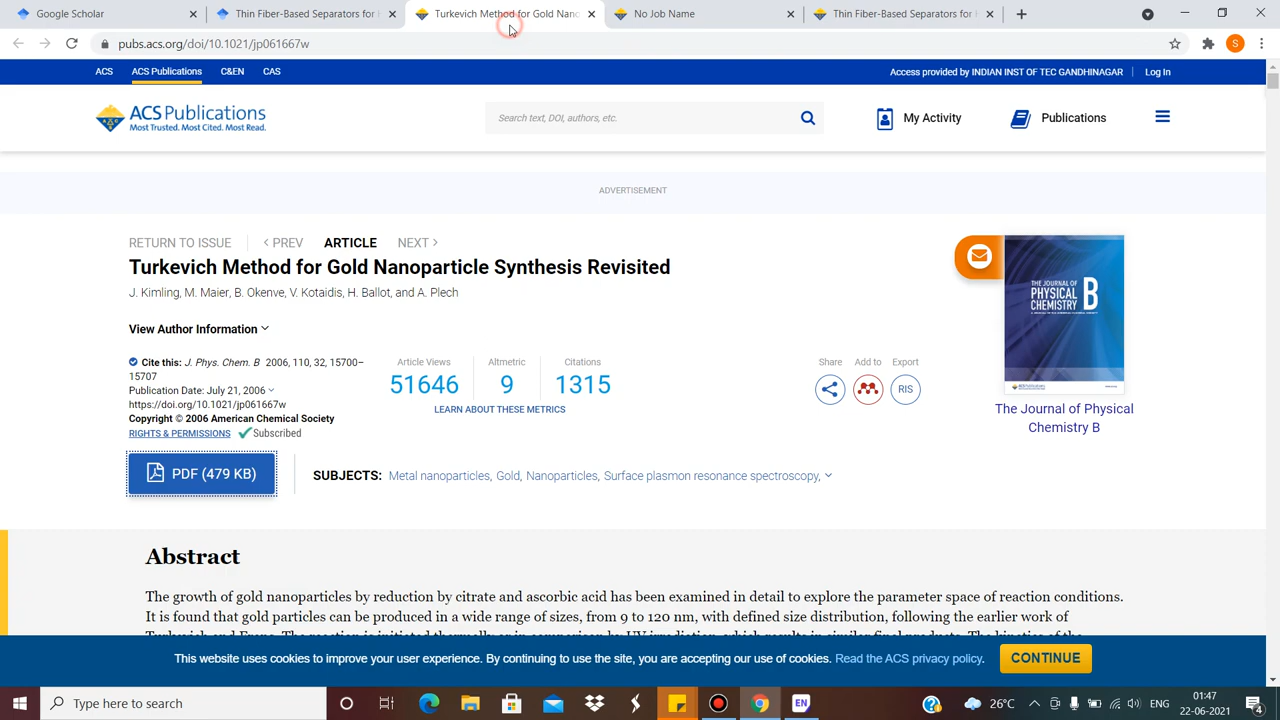 Google Scholar
Thin Fiber-Based Separators for
Turkevich Method for Gold Nano
No Job Name
Thin Fiber-Based Separators for
pubs.acs.org/doi/10.1021/jp061667w
S
ACS
ACS Publications
C&EN
CAS
Access provided by INDIAN INST OF TEC GANDHINAGAR
Log In
ACS Publications
Most Trusted. Most Cited. Most Read.
Search text, DOI, authors, etc.
My Activity
Publications
ADVERTISEMENT
RETURN TO ISSUE
< PREV
ARTICLE
NEXT >
Turkevich Method for Gold Nanoparticle Synthesis Revisited
J. Kimling, M. Maier, B. Okenve, V. Kotaidis, H. Ballot, and A. Plech
View Author Information
Cite this: J. Phys. Chem. B 2006, 110, 32, 15700–
15707
Publication Date: July 21, 2006
https://doi.org/10.1021/jp061667w
Copyright © 2006 American Chemical Society
RIGHTS & PERMISSIONS
Subscribed
Article Views
51646
Altmetric
9
Citations
1315
LEARN ABOUT THESE METRICS
Share
Add to
Export
RIS
THE JOURNAL OF
PHYSICAL
CHEMISTRY
B
The Journal of Physical
Chemistry B
PDF (479 KB)
SUBJECTS: Metal nanoparticles, Gold, Nanoparticles, Surface plasmon resonance spectroscopy,
Abstract
The growth of gold nanoparticles by reduction by citrate and ascorbic acid has been examined in detail to explore the parameter space of reaction conditions.
It is found that gold particles can be produced in a wide range of sizes, from 9 to 120 nm, with defined size distribution, following the earlier work of
This website uses cookies to improve your user experience. By continuing to use the site, you are accepting our use of cookies. Read the ACS privacy policy.
CONTINUE
Type here to search
EN
26°C
ENG
01:47
22-06-2021
4